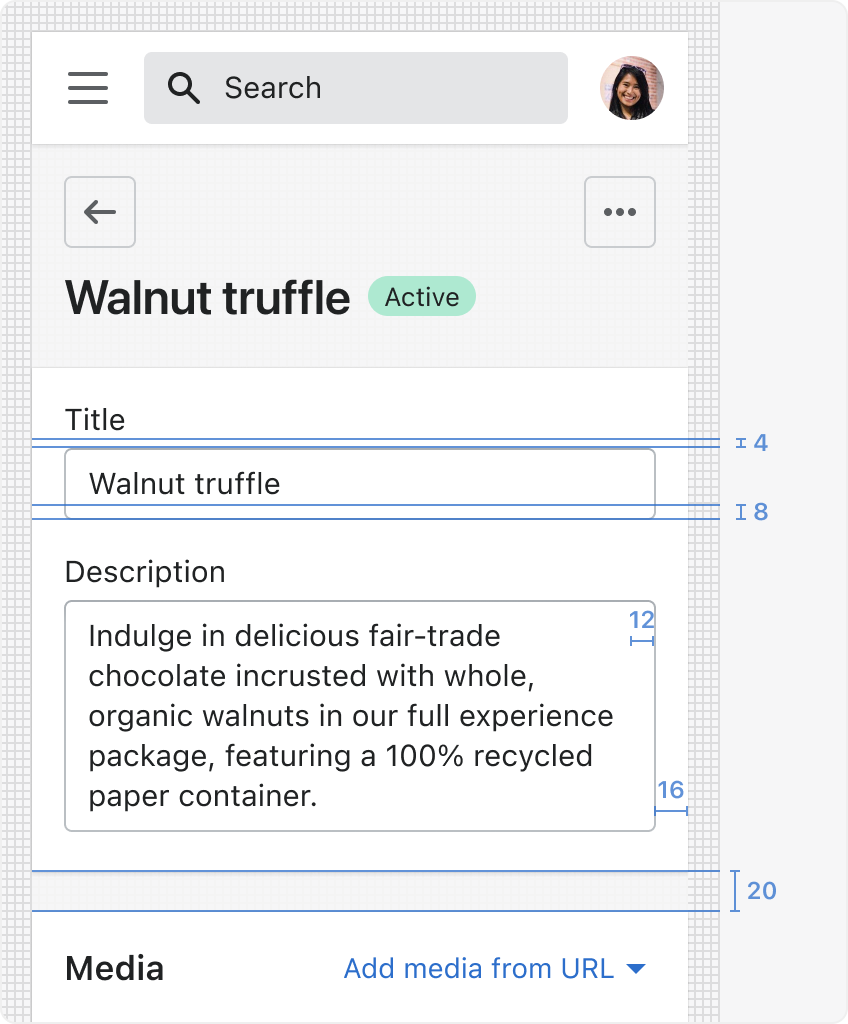 Search
Walnut truffle Active
Title
4
Walnut truffle
8
Description
12
Indulge in delicious fair-trade
chocolate incrusted with whole,
organic walnuts in our full experience
package, featuring a 100% recycled
paper container.
16
20
Media Add media from URL